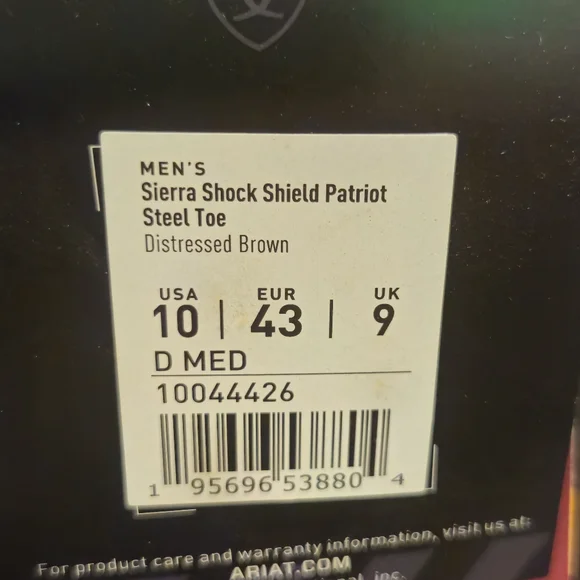 MEN'S
Sierra Shock Shield Patriot
Steel Toe
Distressed Brown
USA EUR UK
10 | 43 | 9
D MED
10044426
1 95696 53880 4
For product care and warranty information, visit us at:
ARIAT.COM
inc.